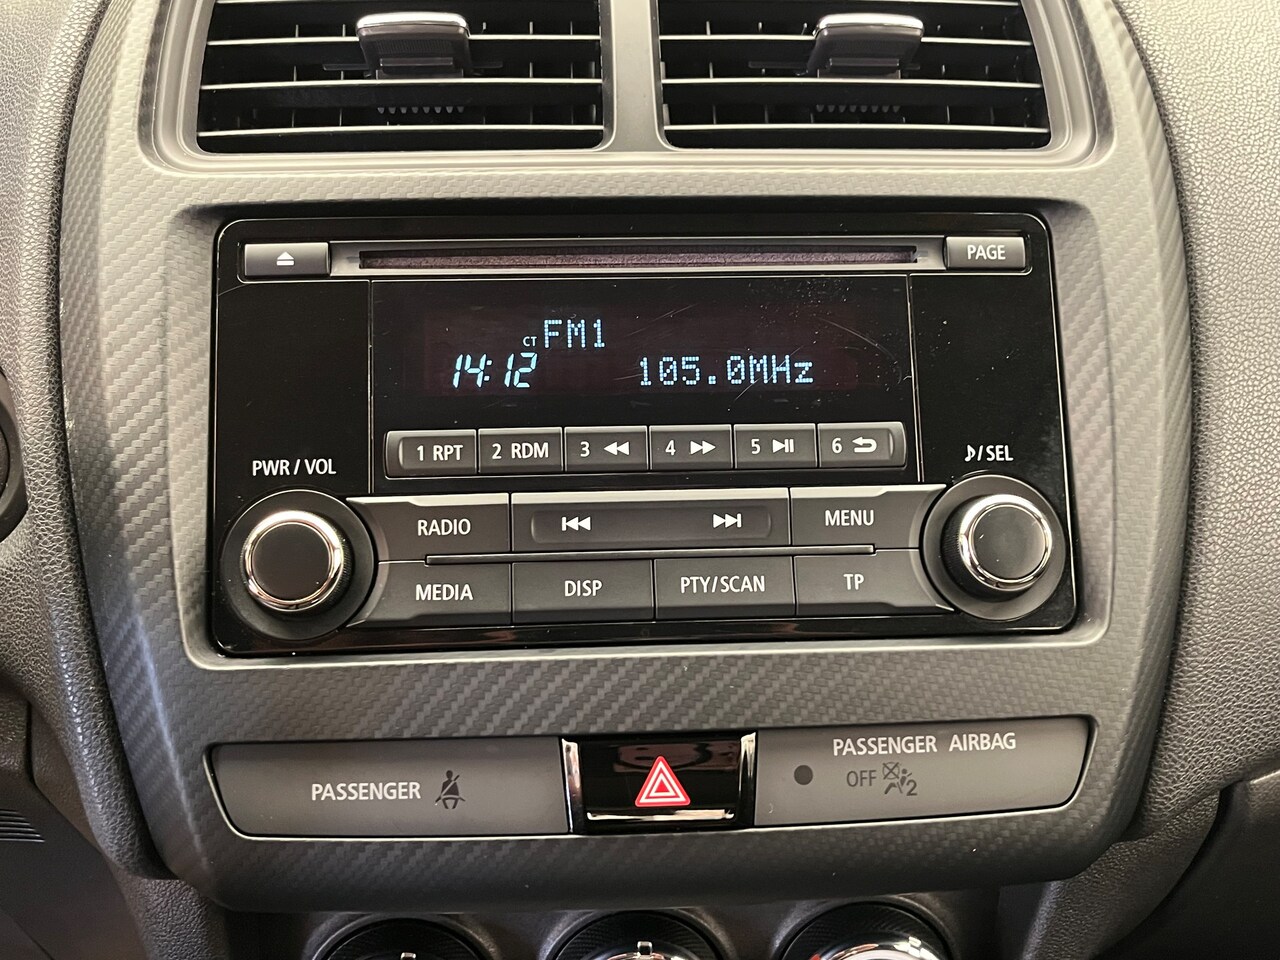 PAGE
CT FM1
14:12 105.0MHz
1 RPT 2 RDM 3 4 5 6
PWR / VOL
/SEL
RADIO MENU
MEDIA DISP PTY/SCAN TP
PASSENGER
PASSENGER AIRBAG
OFF 2